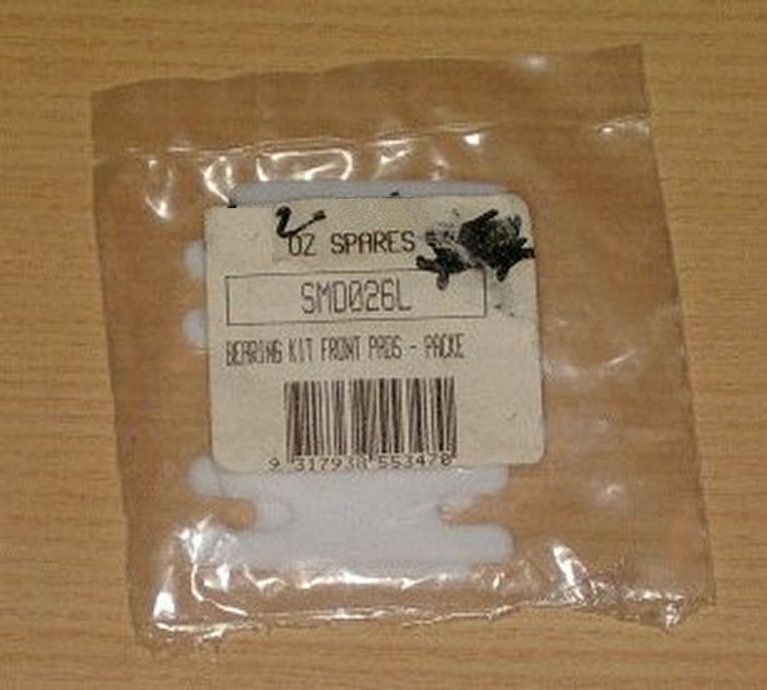 OZ SPARES
SMD026L
BEARING KIT FRONT PADS - PACKE
9 317938 553478